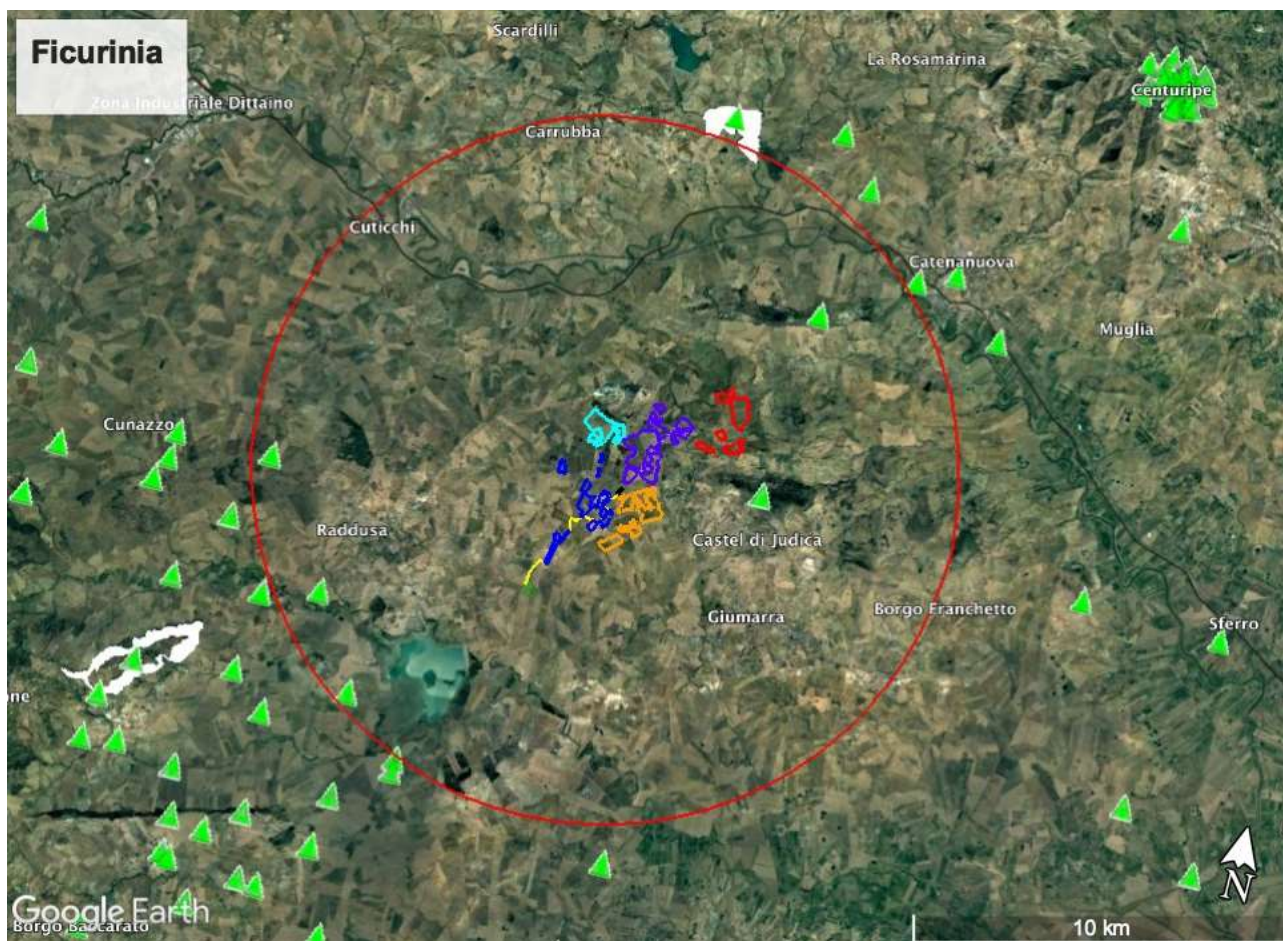 Scardilli
Ficurinia
La Rosamarina
Centuripe
Zona Industriale Dittaino
Carrubba
Cuticchi
Catenanuova
Muglia
Cunazzo
Raddusa
Castel di Judica
Borgo Franchetto
Giumarra
Sferro
one
N
Google Earth
10 km
Borgo Baccarato